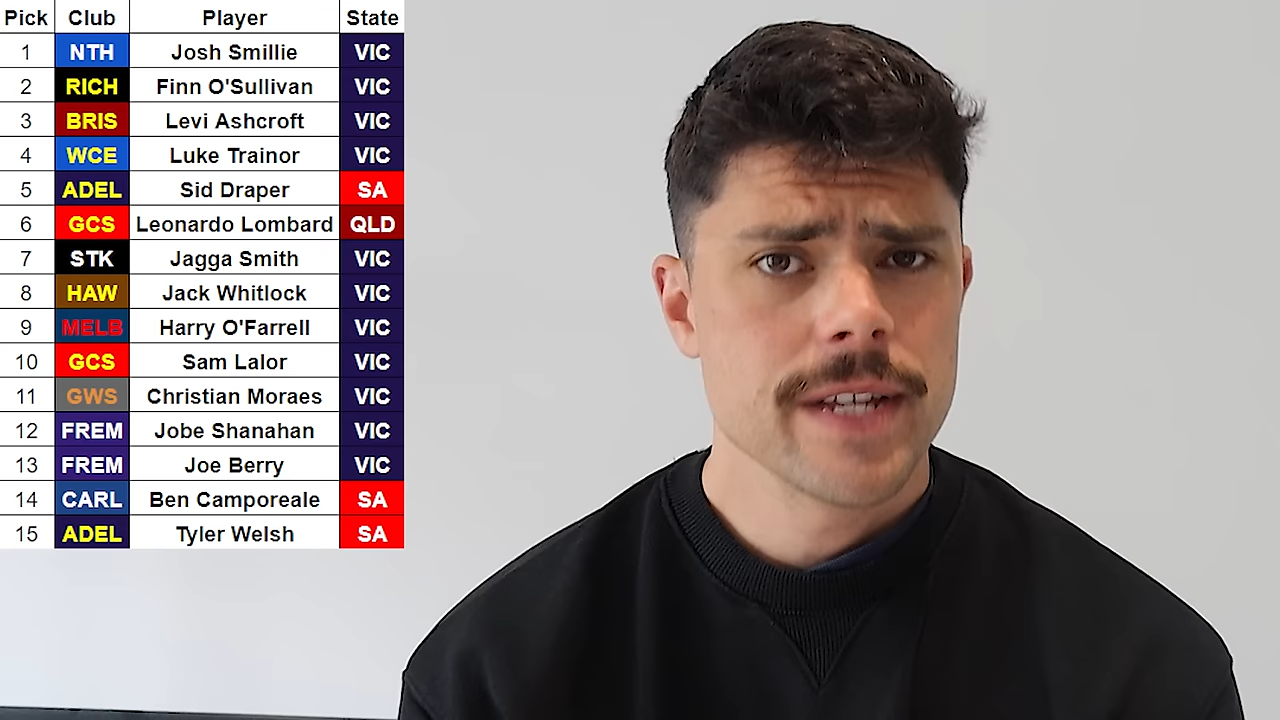 Pick Club Player State
1 NTH Josh Smillie VIC
2 RICH Finn O'Sullivan VIC
3 BRIS Levi Ashcroft VIC
4 WCE Luke Trainor VIC
5 ADEL Sid Draper SA
6 GCS Leonardo Lombard QLD
7 STK Jagga Smith VIC
8 HAW Jack Whitlock VIC
9 MELB Harry O'Farrell VIC
10 GCS Sam Lalor VIC
11 GWS Christian Moraes VIC
12 FREM Jobe Shanahan VIC
13 FREM Joe Berry VIC
14 CARL Ben Camporeale SA
15 ADEL Tyler Welsh SA